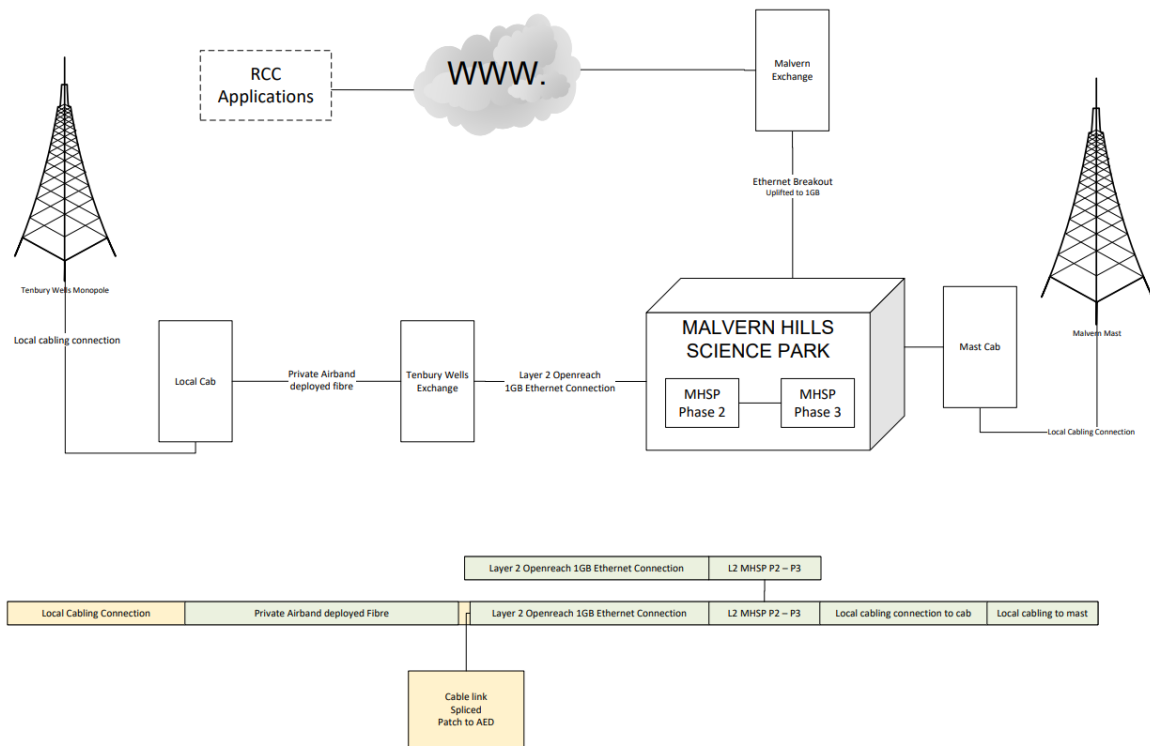 RCC
Applications
WWW.
Malvern
Exchange
Ethernet Breakout
Uplifted to 1GB
Tenbury Wells Monopole
Local cabling connection
Local Cab
Private Airband
deployed fibre
Tenbury Wells
Exchange
Layer 2 Openreach
1GB Ethernet Connection
MALVERN HILLS
SCIENCE PARK
MHSP
Phase 2
MHSP
Phase 3
Mast Cab
Malvern Mast
Local Cabling Connection
Layer 2 Openreach 1GB Ethernet Connection
L2 MHSP P2 – P3
Local Cabling Connection
Private Airband deployed Fibre
Layer 2 Openreach 1GB Ethernet Connection
L2 MHSP P2 – P3
Local cabling connection to cab
Local cabling to mast
Cable link
Spliced
Patch to AED